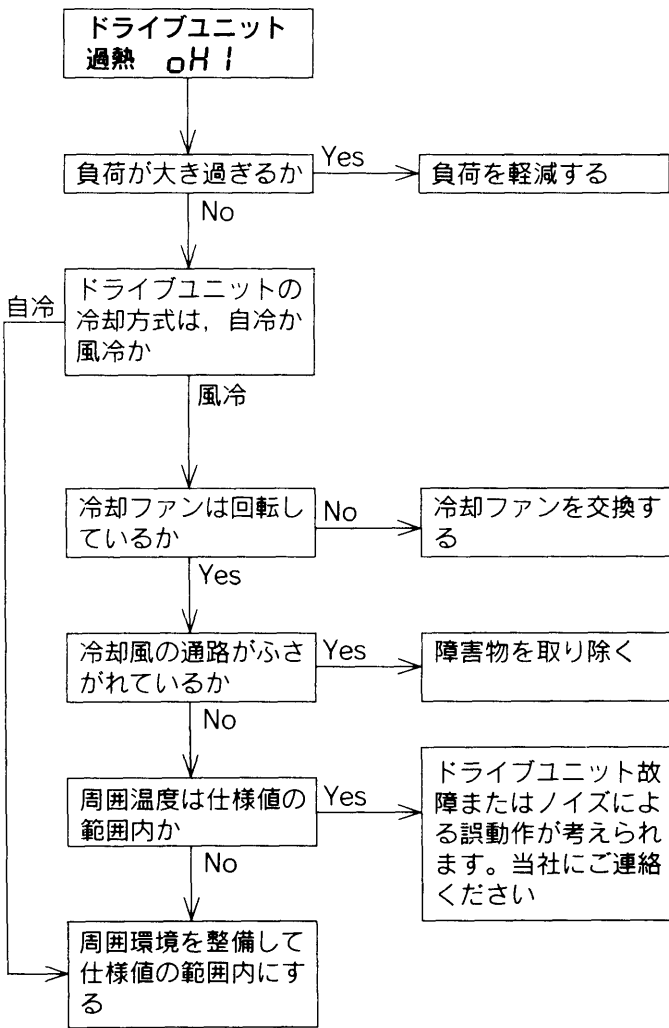 ドライブユニット
過熱 oH1
負荷が大き過ぎるか
Yes
負荷を軽減する
No
自冷
ドライブユニットの
冷却方式は，自冷か
風冷か
風冷
冷却ファンは回転し
ているか
No
冷却ファンを交換す
る
Yes
冷却風の通路がふさ
がれているか
Yes
障害物を取り除く
No
周囲温度は仕様値の
範囲内か
Yes
ドライブユニット故
障またはノイズによ
る誤動作が考えられ
ます。当社にご連絡
ください
No
周囲環境を整備して
仕様値の範囲内にす
る